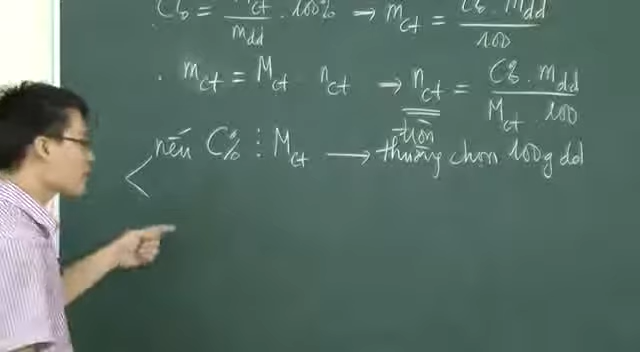 C% = m_ct / m_dd . 100% → m_ct = C% . m_dd / 100
. m_ct = M_ct n_ct → n_ct = C% . m_dd / M_ct . 100
tròn
nếu C% ⋮ M_ct → thường chọn 100g dd